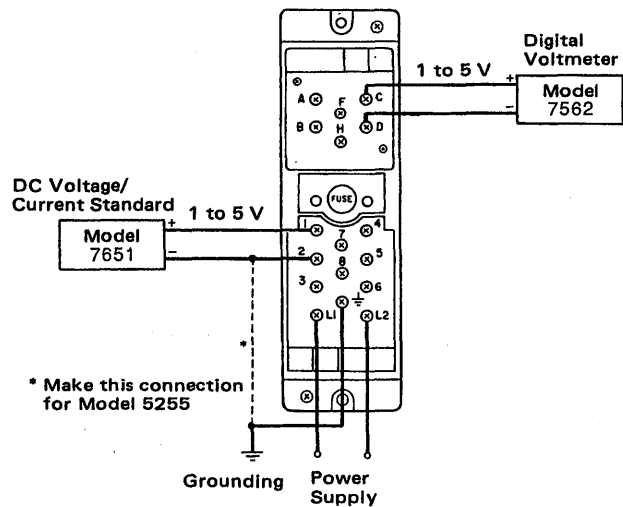 Digital
Voltmeter
1 to 5 V
+
Model
7562
−
A
F
C
B
H
D
FUSE
DC Voltage/
Current Standard
+
1 to 5 V
Model
7651
−
1
7
4
2
8
5
3
6
L1
L2
*
* Make this connection
for Model 5255
Grounding
Power
Supply